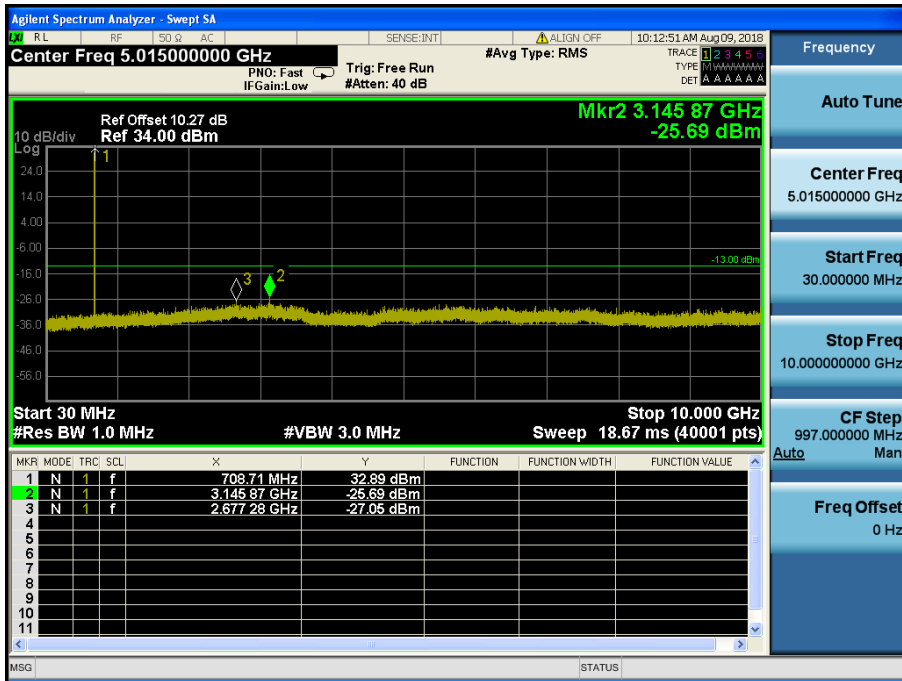 Agilent Spectrum Analyzer - Swept SA
LXI RL RF 50 Ω AC SENSE:INT ALIGN OFF 10:12:51 AM Aug 09, 2018
Center Freq 5.015000000 GHz
PNO: Fast
IFGain:Low
Trig: Free Run
#Atten: 40 dB
#Avg Type: RMS
TRACE 1 2 3 4 5 6
TYPE MWWWWW
DET A A A A A A
Frequency
Auto Tune
Center Freq
5.015000000 GHz
Start Freq
30.000000 MHz
Stop Freq
10.000000000 GHz
CF Step
997.000000 MHz
Auto Man
Freq Offset
0 Hz
Mkr2 3.145 87 GHz
-25.69 dBm
Ref Offset 10.27 dB
10 dB/div Ref 34.00 dBm
Log
1
24.0
14.0
4.00
-6.00
-13.00 dBm
-16.0
3 2
-26.0
-36.0
-46.0
-56.0
Start 30 MHz Stop 10.000 GHz
#Res BW 1.0 MHz #VBW 3.0 MHz Sweep 18.67 ms (40001 pts)
MKR MODE TRC SCL X Y FUNCTION FUNCTION WIDTH FUNCTION VALUE
1 N 1 f 708.71 MHz 32.89 dBm
2 N 1 f 3.145 87 GHz -25.69 dBm
3 N 1 f 2.677 28 GHz -27.05 dBm
4
5
6
7
8
9
10
11
MSG STATUS